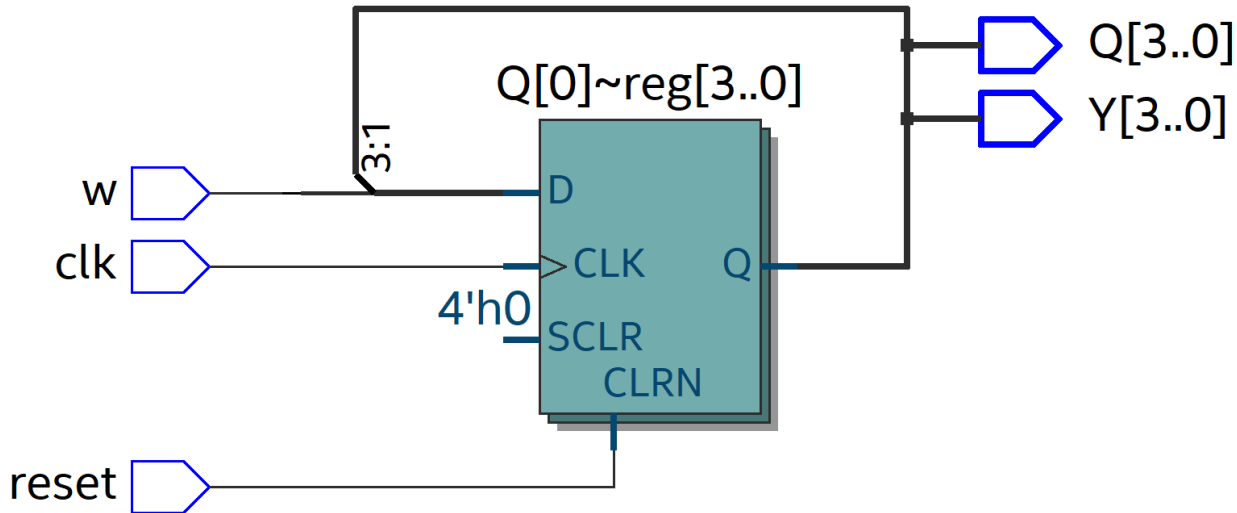 Q[3..0]
Q[0]~reg[3..0]
Y[3..0]
3:1
w
D
clk
CLK
Q
4'h0
SCLR
CLRN
reset